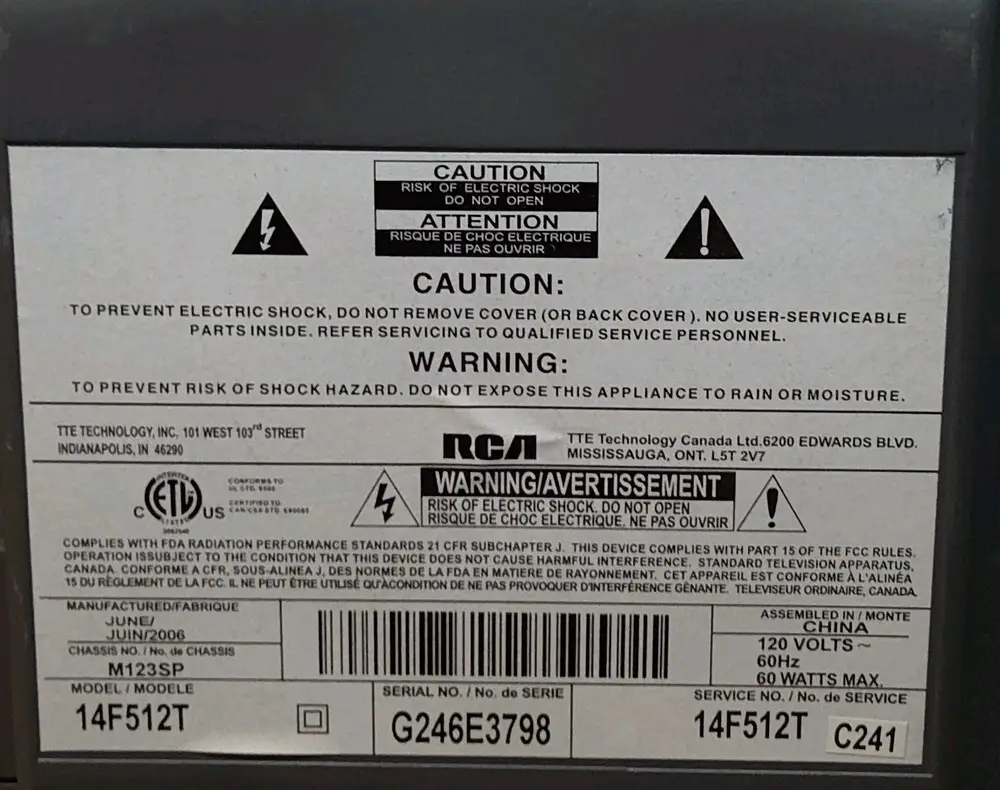 CAUTION
RISK OF ELECTRIC SHOCK
DO NOT OPEN
ATTENTION
RISQUE DE CHOC ELECTRIQUE
NE PAS OUVRIR
CAUTION:
TO PREVENT ELECTRIC SHOCK, DO NOT REMOVE COVER (OR BACK COVER ). NO USER-SERVICEABLE
PARTS INSIDE. REFER SERVICING TO QUALIFIED SERVICE PERSONNEL.
WARNING:
TO PREVENT RISK OF SHOCK HAZARD. DO NOT EXPOSE THIS APPLIANCE TO RAIN OR MOISTURE.
TTE TECHNOLOGY, INC. 101 WEST 103rd STREET
INDIANAPOLIS, IN 46290
RCA
TTE Technology Canada Ltd.6200 EDWARDS BLVD.
MISSISSAUGA, ONT. L5T 2V7
INTERTEK
C ETL US
LISTED
CONFORMS TO
CERTIFIED TO
WARNING/AVERTISSEMENT
RISK OF ELECTRIC SHOCK. DO NOT OPEN
RISQUE DE CHOC ELECTRIQUE, NE PAS OUVRIR
COMPLIES WITH FDA RADIATION PERFORMANCE STANDARDS 21 CFR SUBCHAPTER J. THIS DEVICE COMPLIES WITH PART 15 OF THE FCC RULES.
OPERATION ISSUBJECT TO THE CONDITION THAT THIS DEVICE DOES NOT CAUSE HARMFUL INTERFERENCE. STANDARD TELEVISION APPARATUS,
CANADA. CONFORME A CFR, SOUS-ALINEA J, DES NORMES DE LA FDA EN MATIERE DE RAYONNEMENT. CET APPAREIL EST CONFORME À L'ALINÉA
15 DU RÈGLEMENT DE LA FCC. IL NE PEUT ÊTRE UTILISÉ QU'ACONDITION DE NE PAS PROVOQUER D'INTERFÉRENCE GÊNANTE. TELEVISEUR ORDINAIRE, CANADA.
MANUFACTURED/FABRIQUE
JUNE/
JUIN/2006
CHASSIS NO. / No. de CHASSIS
M123SP
ASSEMBLED IN / MONTE
CHINA
120 VOLTS ~
60Hz
60 WATTS MAX.
MODEL / MODELE
14F512T
SERIAL NO. / No. de SERIE
G246E3798
SERVICE NO. / No. de SERVICE
14F512T
C241